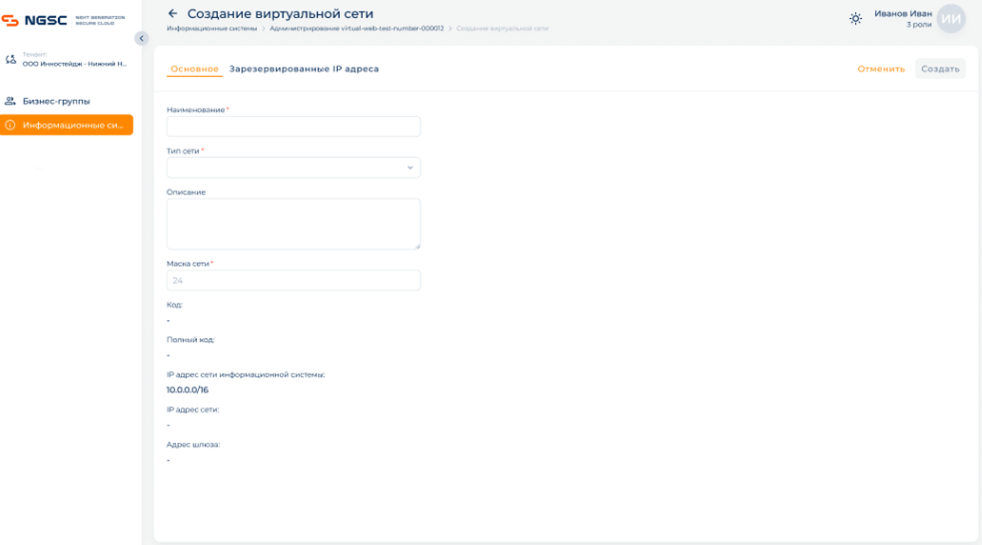 NGSC NEXT GENERATION SECURE CLOUD
Тенант:
ООО Инностейдж - Нижний Н...
Бизнес-группы
Информационные си...
← Создание виртуальной сети
Информационные системы > Администрирование virtual-web-test-number-000012 > Создание виртуальной сети
Иванов Иван
3 роли
ИИ
Основное Зарезервированные IP адреса
Отменить Создать
Наименование *
Тип сети *
Описание
Маска сети *
24
Код:
-
Полный код:
-
IP адрес сети информационной системы:
10.0.0.0/16
IP адрес сети:
-
Адрес шлюза:
-